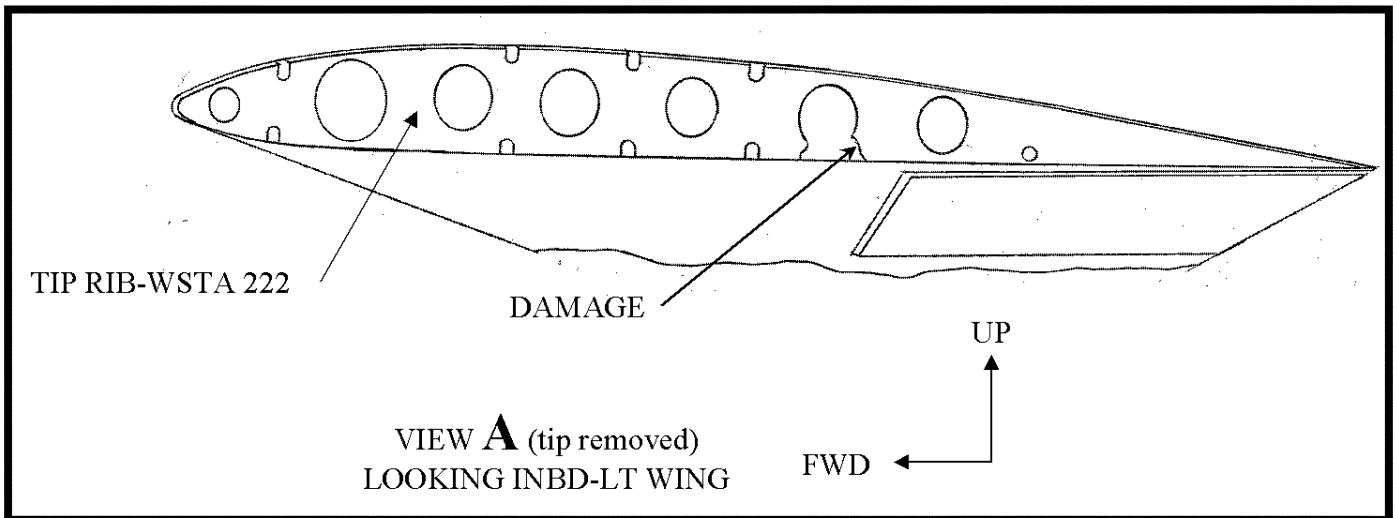 TIP RIB-WSTA 222
DAMAGE
UP
VIEW A (tip removed)
FWD
LOOKING INBD-LT WING